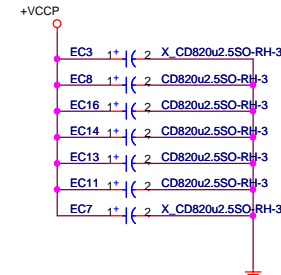 +VCCP
EC3 1 + 2 X_CD820u2.5SO-RH-3
EC8 1 + 2 CD820u2.5SO-RH-3
EC16 1 + 2 CD820u2.5SO-RH-3
EC14 1 + 2 CD820u2.5SO-RH-3
EC13 1 + 2 CD820u2.5SO-RH-3
EC11 1 + 2 CD820u2.5SO-RH-3
EC7 1 + 2 X_CD820u2.5SO-RH-3